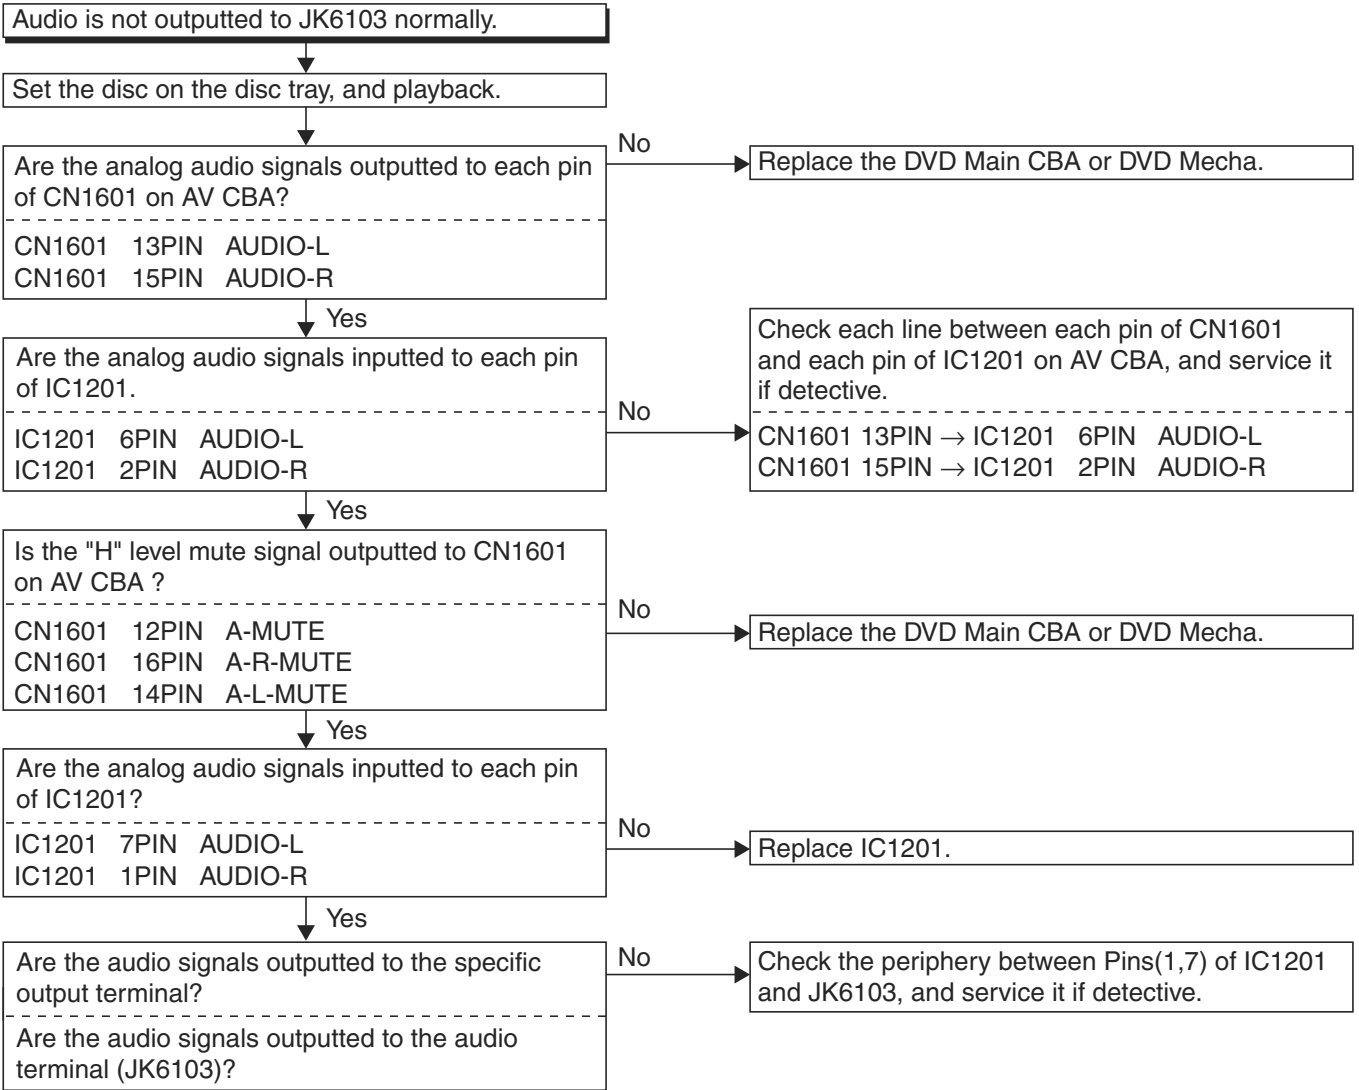 Audio is not outputted to JK6103 normally.
Set the disc on the disc tray, and playback.
Are the analog audio signals outputted to each pin
of CN1601 on AV CBA?
CN1601 13PIN AUDIO-L
CN1601 15PIN AUDIO-R
No
Replace the DVD Main CBA or DVD Mecha.
Yes
Are the analog audio signals inputted to each pin
of IC1201.
IC1201 6PIN AUDIO-L
IC1201 2PIN AUDIO-R
No
Check each line between each pin of CN1601
and each pin of IC1201 on AV CBA, and service it
if detective.
CN1601 13PIN → IC1201 6PIN AUDIO-L
CN1601 15PIN → IC1201 2PIN AUDIO-R
Yes
Is the "H" level mute signal outputted to CN1601
on AV CBA ?
CN1601 12PIN A-MUTE
CN1601 16PIN A-R-MUTE
CN1601 14PIN A-L-MUTE
No
Replace the DVD Main CBA or DVD Mecha.
Yes
Are the analog audio signals inputted to each pin
of IC1201?
IC1201 7PIN AUDIO-L
IC1201 1PIN AUDIO-R
No
Replace IC1201.
Yes
Are the audio signals outputted to the specific
output terminal?
Are the audio signals outputted to the audio
terminal (JK6103)?
No
Check the periphery between Pins(1,7) of IC1201
and JK6103, and service it if detective.